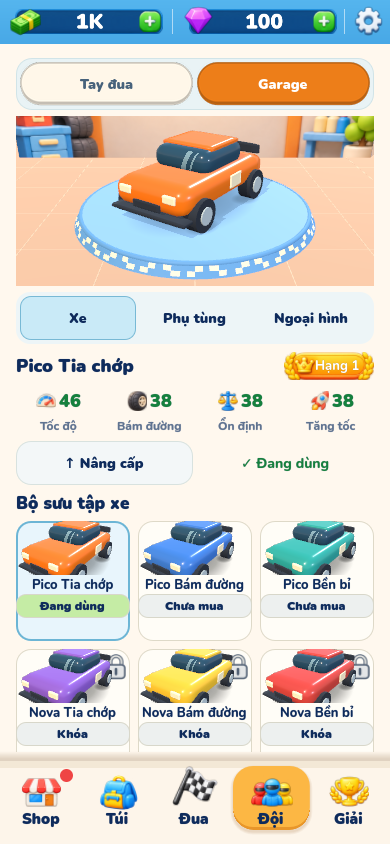 1K
100
Tay đua
Garage
Xe
Phụ tùng
Ngoại hình
Pico Tia chớp
Hạng 1
46
38
38
38
Tốc độ
Bám đường
Ổn định
Tăng tốc
↑ Nâng cấp
✓ Đang dùng
Bộ sưu tập xe
Pico Tia chớp
Pico Bám đường
Pico Bền bỉ
Đang dùng
Chưa mua
Chưa mua
Nova Tia chớp
Nova Bám đường
Nova Bền bỉ
Khóa
Khóa
Khóa
Shop
Túi
Đua
Đội
Giải